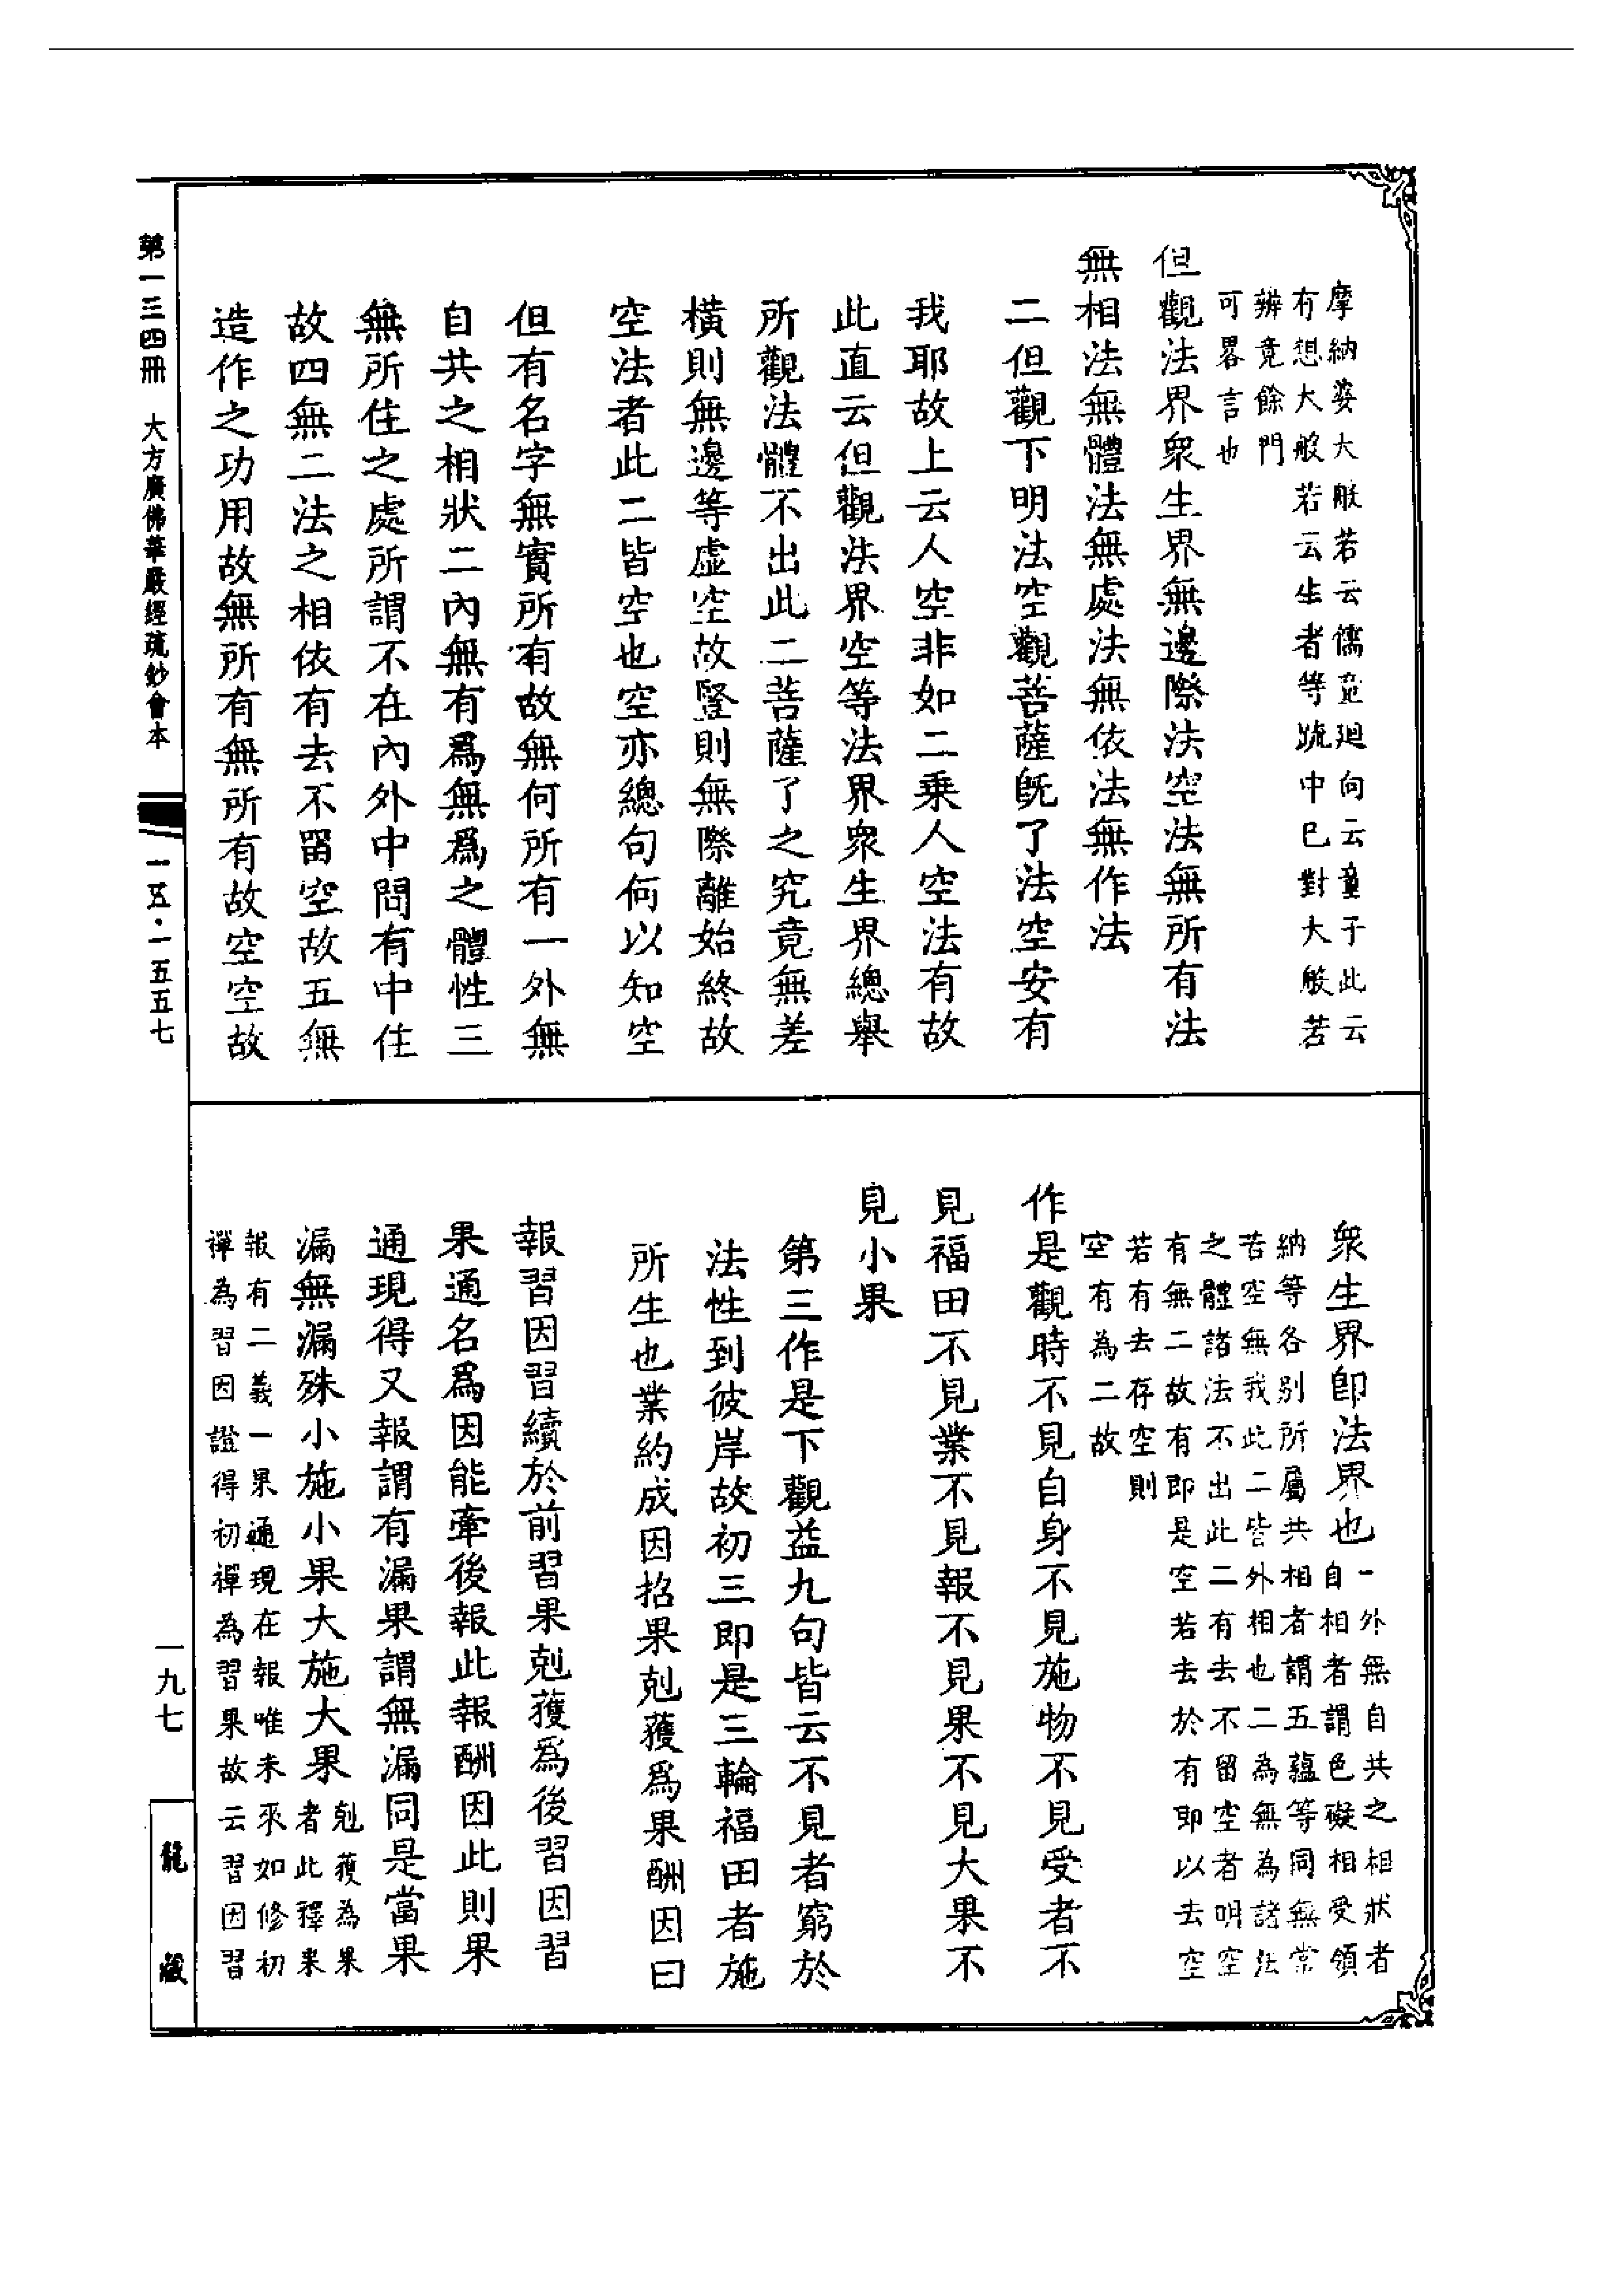 摩納婆大般若云儒童迴向云童子此云
有想大般若云生者等疏中已對大般若
辨竟餘門
可畧言也
但觀法界衆生界無邊際法空法無所有法
無相法無體法無處法無依法無作法
二但觀下明法空觀菩薩旣了法空安有
我耶故上云人空非如二乗人空法有故
此直云但觀法界空等法界衆生界總舉
所觀法體不出此二菩薩了之究竟無差
橫則無邊等虛空故豎則無際離始終故
空法者此二皆空也空亦總句何以知空
但有名字無實所有故無何所有一外無
自共之相狀二內無有爲無爲之體性三
無所住之處所謂不在內外中間有中住
故四無二法之相依有去不留空故五無
造作之功用故無所有無所有故空空故
衆生界卽法界也一外無自共之相狀者
自相者謂色礙相受領
納等各別所屬共相者謂五蘊等同無常
苦空無我此二皆外相也二為無為諸法
之體諸法不出此二有去不留空者明空
有無二故有即是空若去於有即以去空
若有去存空則
空有為二故
作是觀時不見自身不見施物不見受者不
見福田不見業不見報不見果不見大果不
見小果
第三作是下觀益九句皆云不見者窮於
法性到彼岸故初三卽是三輪福田者施
所生也業約成因招果剋獲爲果酬因曰
報習因習續於前習果剋獲爲後習因習
果通名爲因能牽後報此報酬因此則果
通現得又報謂有漏果謂無漏同是當果
漏無漏殊小施小果大施大果剋獲為果
者此釋果
報有二義一果通現在報唯未來如修初
禪為習因證得初禪為習果故云習因習
第一三四冊 大方廣佛華嚴經疏鈔會本 一五·一五五七
一九七
龍藏